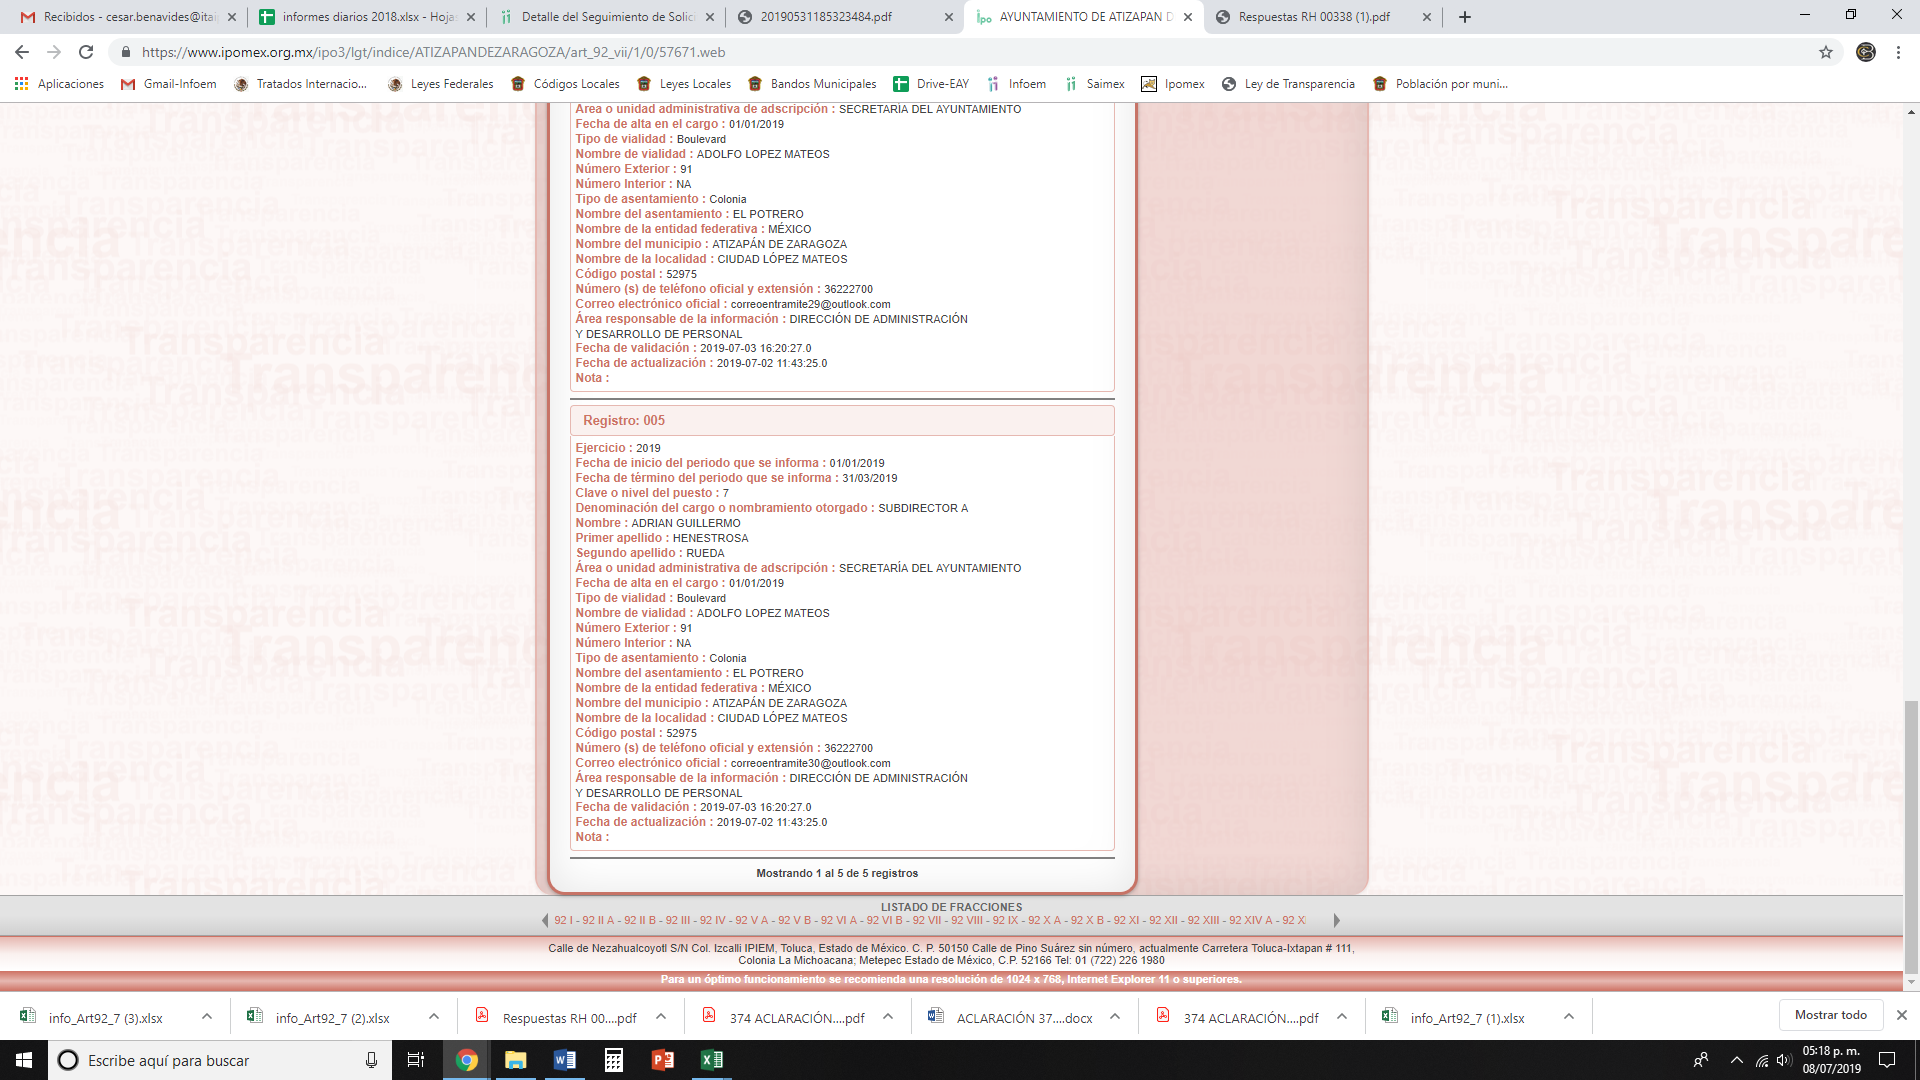 Recibidos - cesar.benavides@itai
informes diarios 2018.xlsx - Hoja
Detalle del Seguimiento de Solic
20190531185323484.pdf
AYUNTAMIENTO DE ATIZAPAN D
Respuestas RH 00338 (1).pdf
https://www.ipomex.org.mx/ipo3/lgt/indice/ATIZAPANDEZARAGOZA/art_92_vii/1/0/57671.web
Aplicaciones
Gmail-Infoem
Tratados Internacio...
Leyes Federales
Códigos Locales
Leyes Locales
Bandos Municipales
Drive-EAY
Infoem
Saimex
Ipomex
Ley de Transparencia
Población por muni...
Área o unidad administrativa de adscripción : SECRETARÍA DEL AYUNTAMIENTO
Fecha de alta en el cargo : 01/01/2019
Tipo de vialidad : Boulevard
Nombre de vialidad : ADOLFO LOPEZ MATEOS
Número Exterior : 91
Número Interior : NA
Tipo de asentamiento : Colonia
Nombre del asentamiento : EL POTRERO
Nombre de la entidad federativa : MÉXICO
Nombre del municipio : ATIZAPÁN DE ZARAGOZA
Nombre de la localidad : CIUDAD LÓPEZ MATEOS
Código postal : 52975
Número (s) de teléfono oficial y extensión : 36222700
Correo electrónico oficial : correoentramite29@outlook.com
Área responsable de la información : DIRECCIÓN DE ADMINISTRACIÓN
Y DESARROLLO DE PERSONAL
Fecha de validación : 2019-07-03 16:20:27.0
Fecha de actualización : 2019-07-02 11:43:25.0
Nota :
Registro: 005
Ejercicio : 2019
Fecha de inicio del periodo que se informa : 01/01/2019
Fecha de término del periodo que se informa : 31/03/2019
Clave o nivel del puesto : 7
Denominación del cargo o nombramiento otorgado : SUBDIRECTOR A
Nombre : ADRIAN GUILLERMO
Primer apellido : HENESTROSA
Segundo apellido : RUEDA
Área o unidad administrativa de adscripción : SECRETARÍA DEL AYUNTAMIENTO
Fecha de alta en el cargo : 01/01/2019
Tipo de vialidad : Boulevard
Nombre de vialidad : ADOLFO LOPEZ MATEOS
Número Exterior : 91
Número Interior : NA
Tipo de asentamiento : Colonia
Nombre del asentamiento : EL POTRERO
Nombre de la entidad federativa : MÉXICO
Nombre del municipio : ATIZAPÁN DE ZARAGOZA
Nombre de la localidad : CIUDAD LÓPEZ MATEOS
Código postal : 52975
Número (s) de teléfono oficial y extensión : 36222700
Correo electrónico oficial : correoentramite30@outlook.com
Área responsable de la información : DIRECCIÓN DE ADMINISTRACIÓN
Y DESARROLLO DE PERSONAL
Fecha de validación : 2019-07-03 16:20:27.0
Fecha de actualización : 2019-07-02 11:43:25.0
Nota :
Mostrando 1 al 5 de 5 registros
LISTADO DE FRACCIONES
92 I - 92 II A - 92 II B - 92 III - 92 IV - 92 V A - 92 V B - 92 VI A - 92 VI B - 92 VII - 92 VIII - 92 IX - 92 X A - 92 X B - 92 XI - 92 XII - 92 XIII - 92 XIV A - 92 X
Calle de Nezahualcoyotl S/N Col. Izcalli IPIEM, Toluca, Estado de México. C. P. 50150 Calle de Pino Suárez sin número, actualmente Carretera Toluca-Ixtapan # 111,
Colonia La Michoacana; Metepec Estado de México, C.P. 52166 Tel: 01 (722) 226 1980
Para un óptimo funcionamiento se recomienda una resolución de 1024 x 768, Internet Explorer 11 o superiores.
info_Art92_7 (3).xlsx
info_Art92_7 (2).xlsx
Respuestas RH 00....pdf
374 ACLARACIÓN....pdf
ACLARACIÓN 37....docx
374 ACLARACIÓN....pdf
info_Art92_7 (1).xlsx
Mostrar todo
Escribe aquí para buscar
05:18 p. m.
08/07/2019